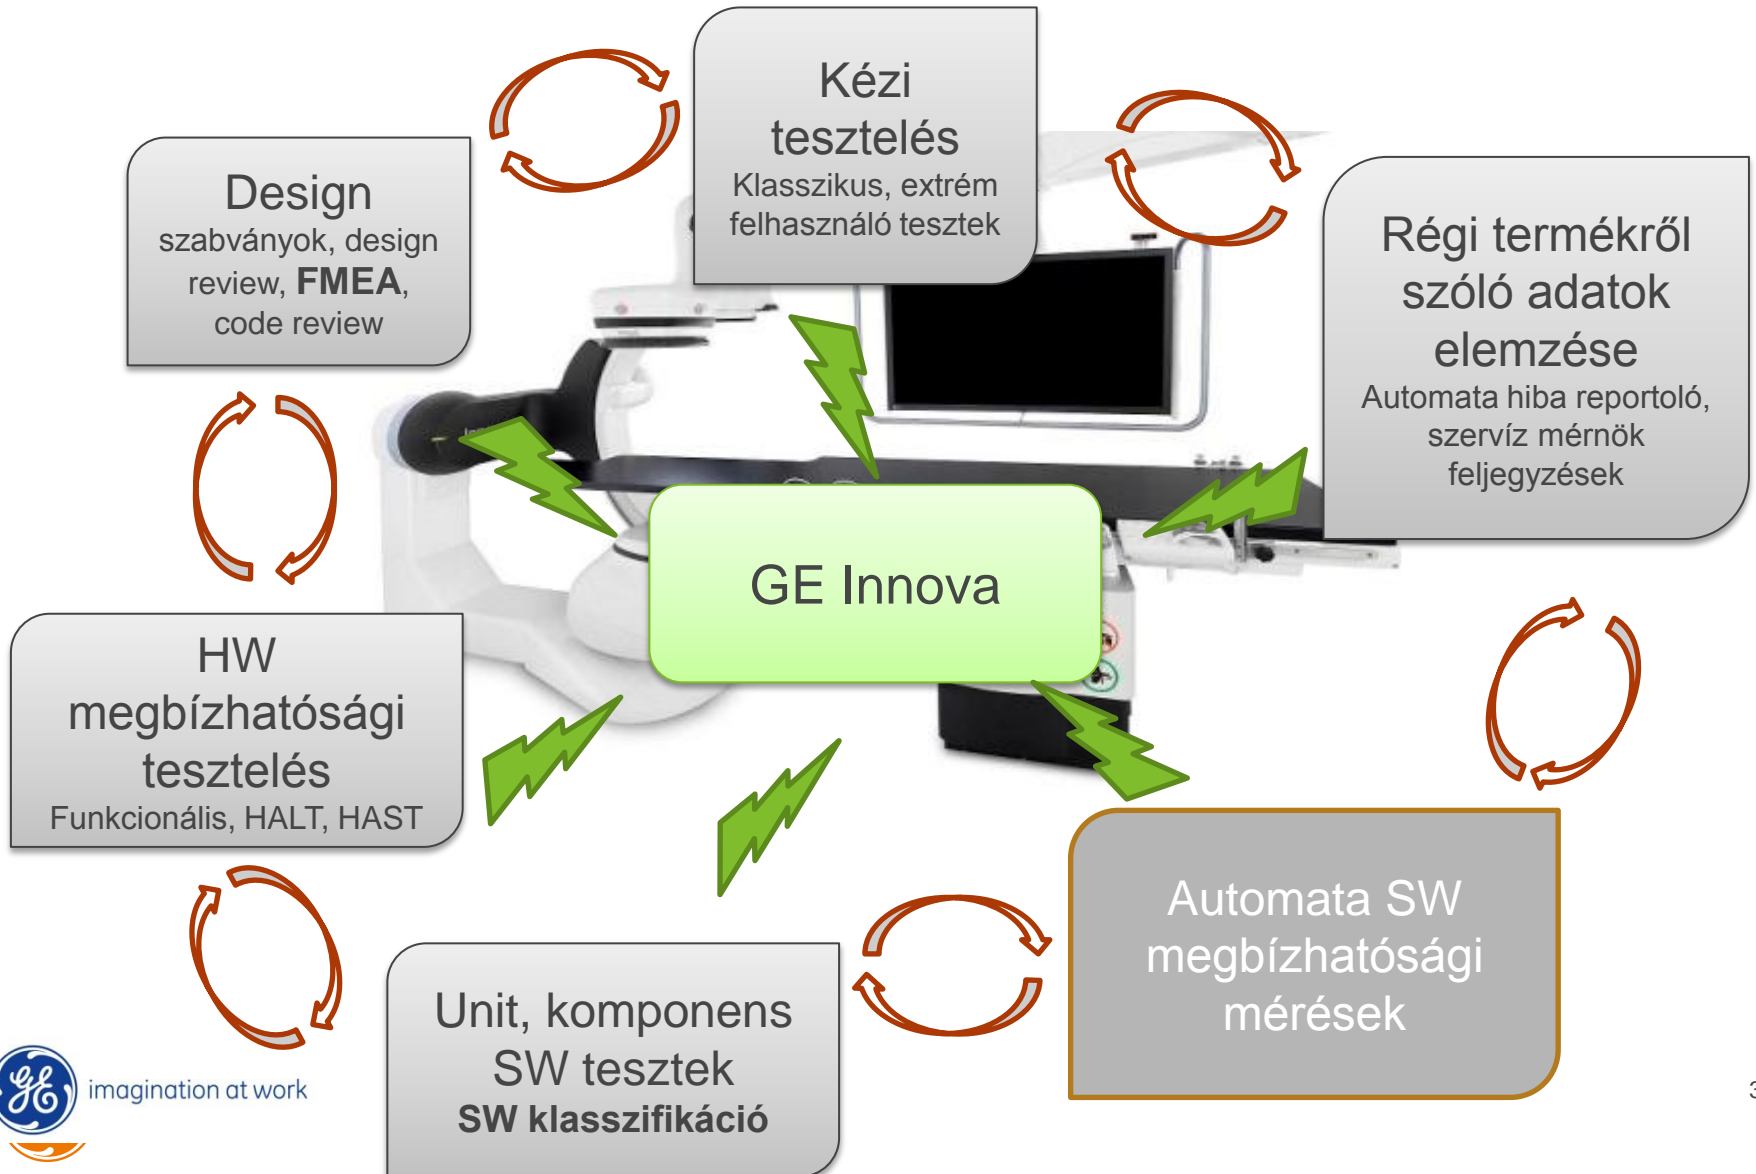 Kézi
tesztelés
Klasszikus, extrém
felhasználó tesztek
Design
szabványok, design
review, FMEA,
code review
Régi termékről
szóló adatok
elemzése
Automata hiba reportoló,
szervíz mérnök
feljegyzések
GE Innova
HW
megbízhatósági
tesztelés
Funkcionális, HALT, HAST
Automata SW
megbízhatósági
mérések
Unit, komponens
SW tesztek
SW klasszifikáció
GE
imagination at work